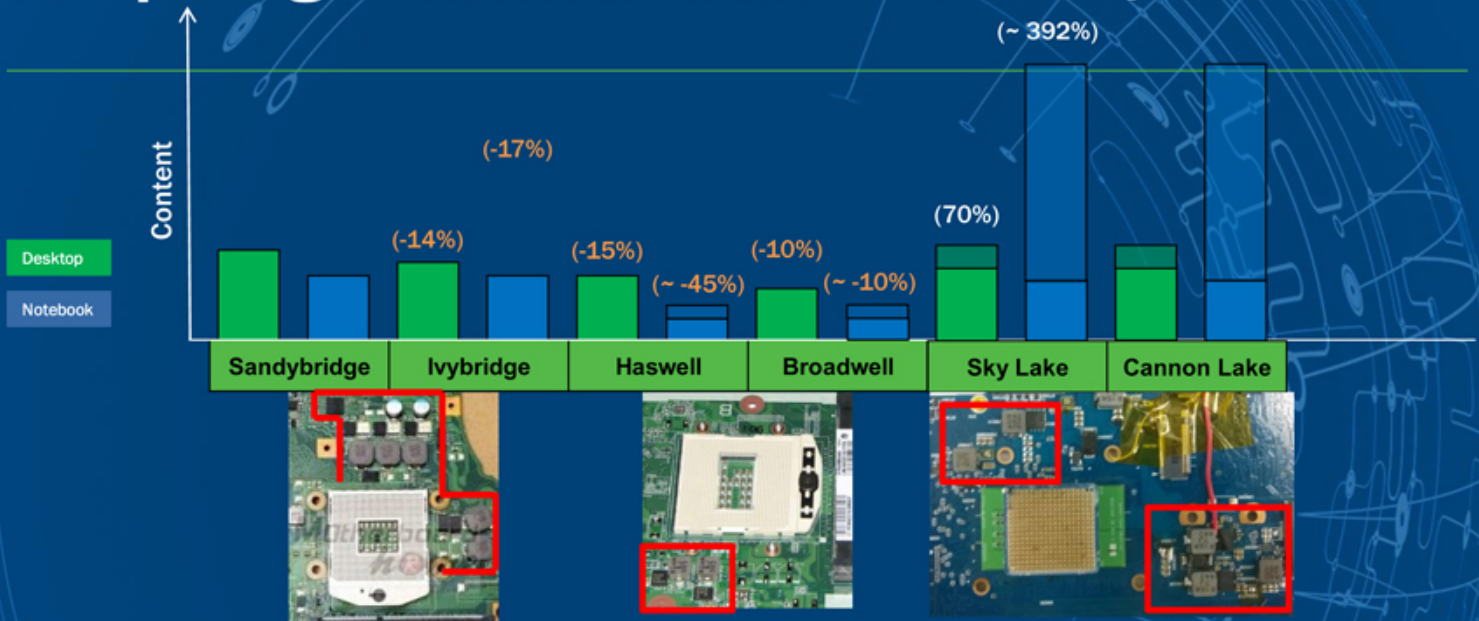 (~ 392%)
(-17%)
Content
(70%)
(-14%)
(-15%)
(-10%)
(~ -45%)
(~ -10%)
Desktop
Notebook
Sandybridge
Ivybridge
Haswell
Broadwell
Sky Lake
Cannon Lake